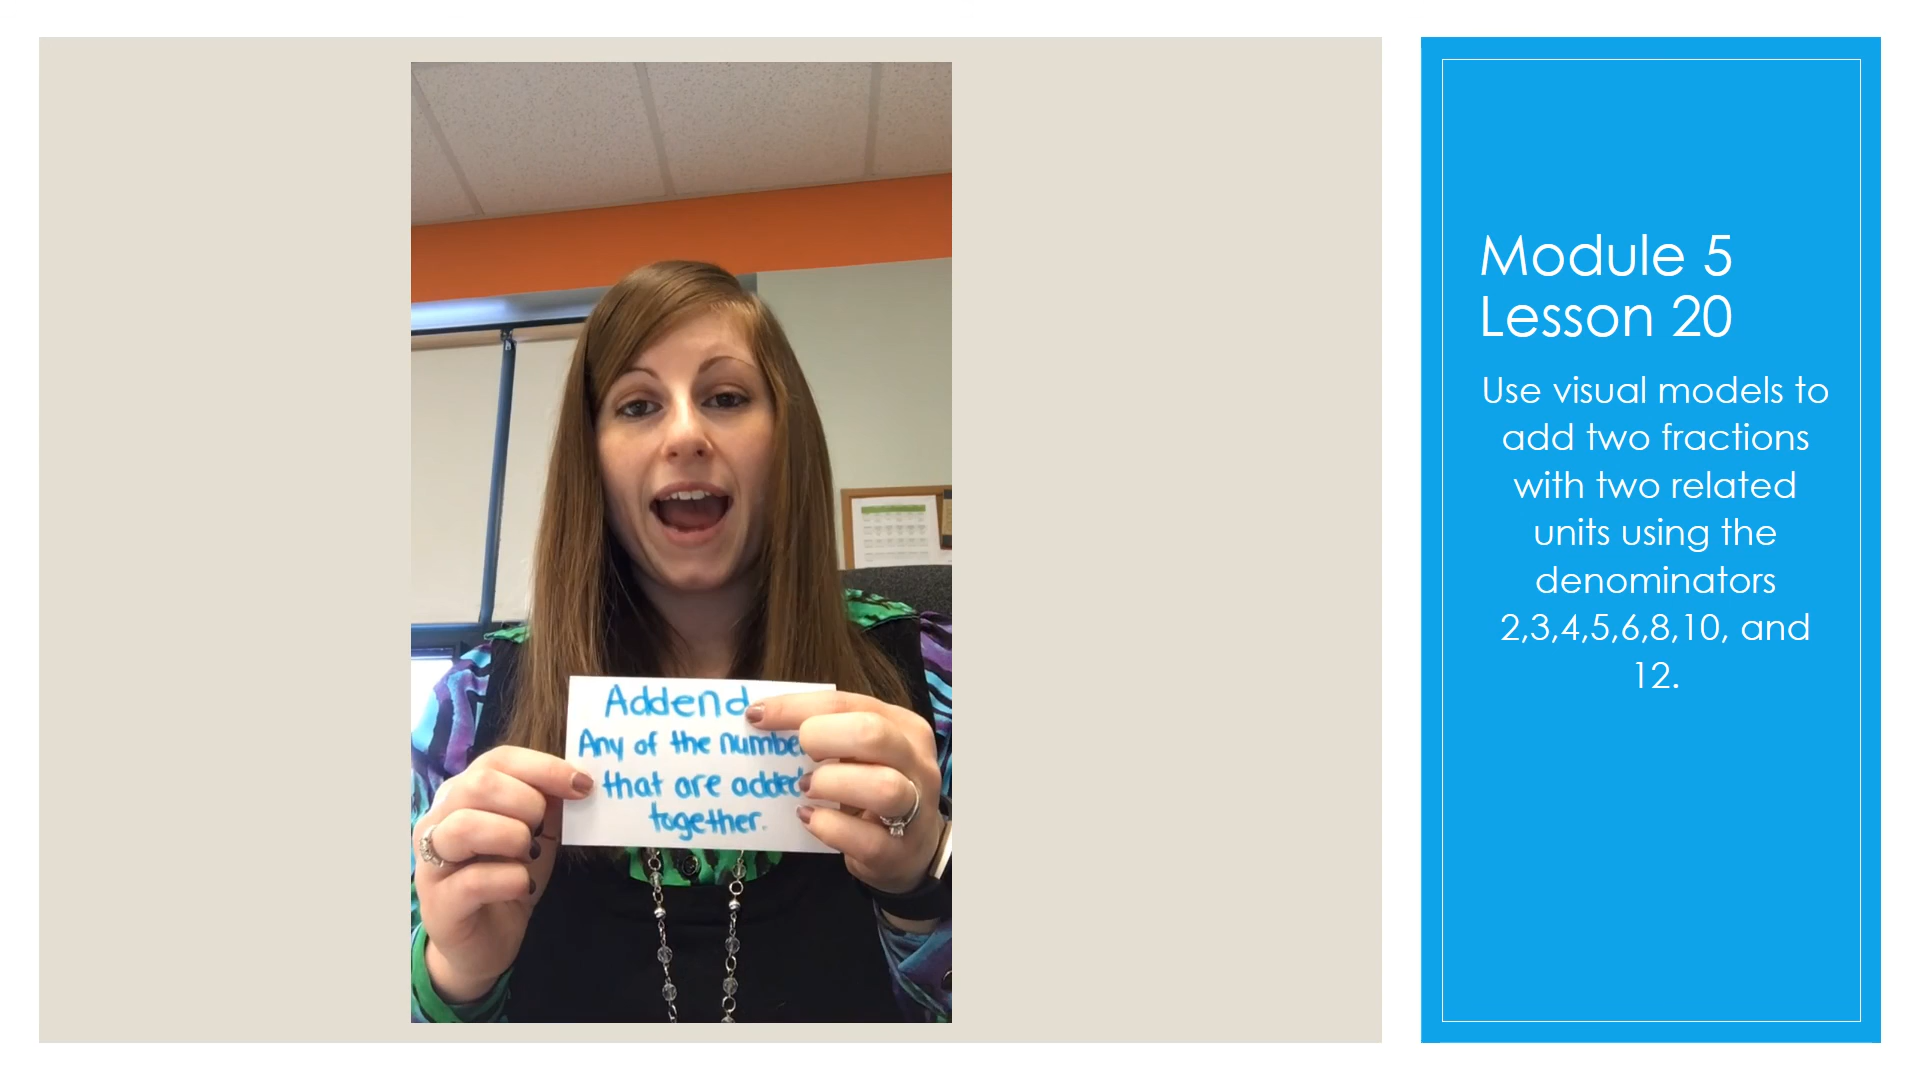 Addend
Any of the
that are added
together.
Module 5
Lesson 20
Use visual models to
add two fractions
with two related
units using the
denominators
2,3,4,5,6,8,10, and
12.